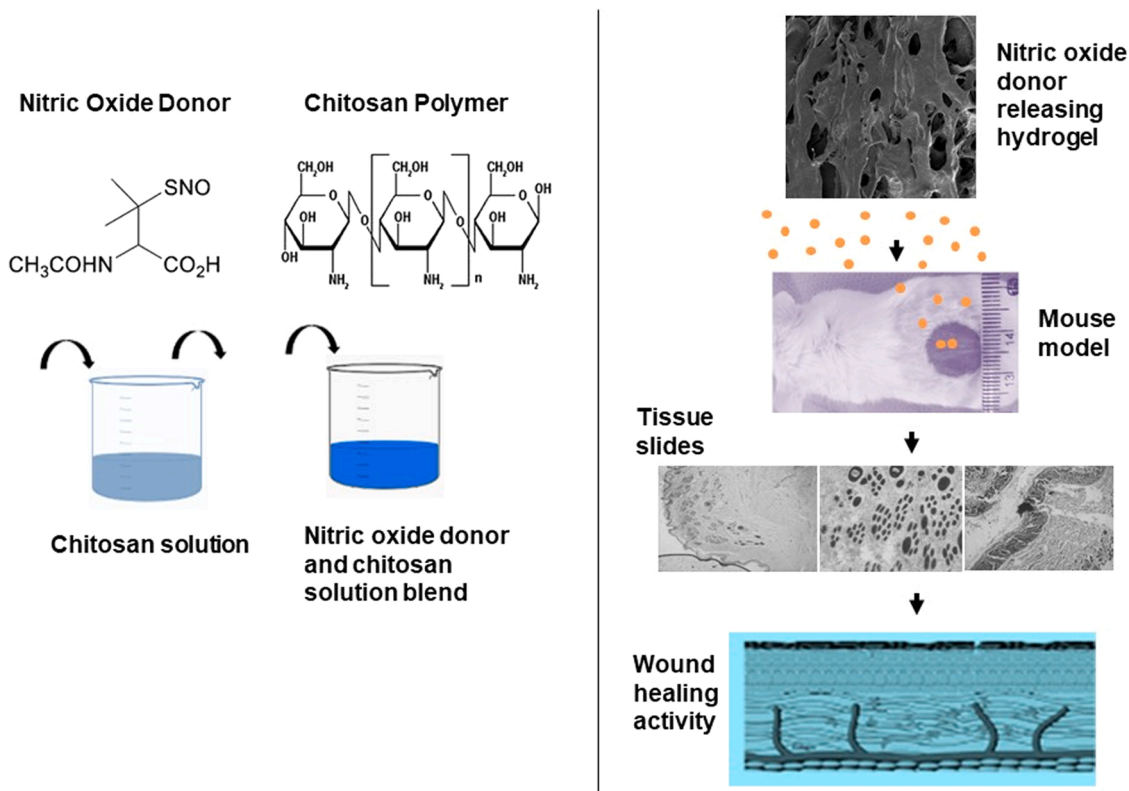 Nitric Oxide Donor
SNO
CH3COHN
CO2H
Chitosan Polymer
CH2OH
CH2OH
CH2OH
O
O
O
OH
OH
OH
OH
O
O
OH
NH2
NH2
n
NH2
Chitosan solution
Nitric oxide donor
and chitosan
solution blend
Nitric oxide
donor
releasing
hydrogel
Mouse
model
14
13
Tissue
slides
Wound
healing
activity